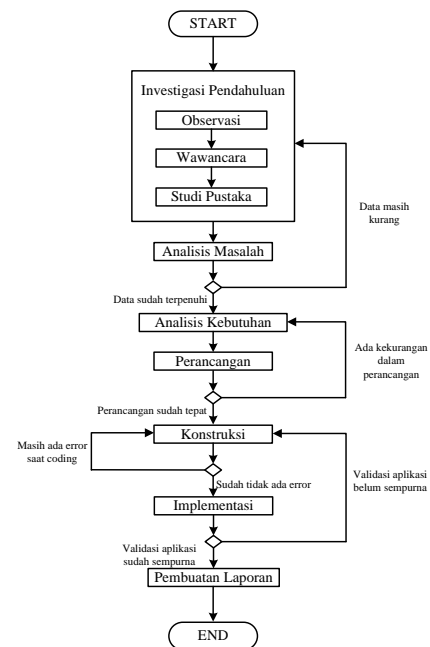 START
Investigasi Pendahuluan
Observasi
Wawancara
Studi Pustaka
Data masih
kurang
Analisis Masalah
Data sudah terpenuhi
Analisis Kebutuhan
Ada kekurangan
dalam
perancangan
Perancangan
Perancangan sudah tepat
Konstruksi
Masih ada error
saat coding
Validasi aplikasi
belum sempurna
Sudah tidak ada error
Implementasi
Validasi aplikasi
sudah sempurna
Pembuatan Laporan
END